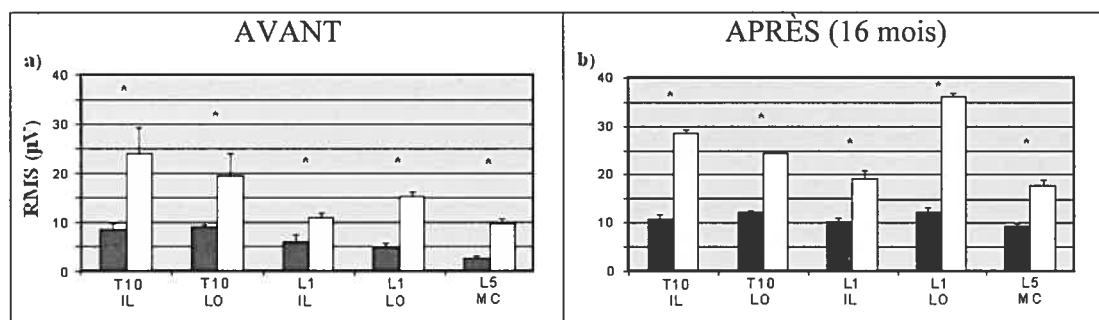 AVANT
a)
RMS (µV)
40
30
20
10
0
* * * * *
T10 T10 L1 L1 L5
IL LO IL LO MC
APRÈS (16 mois)
b)
40
30
20
10
0
* * * * *
T10 T10 L1 L1 L5
IL LO IL LO MC